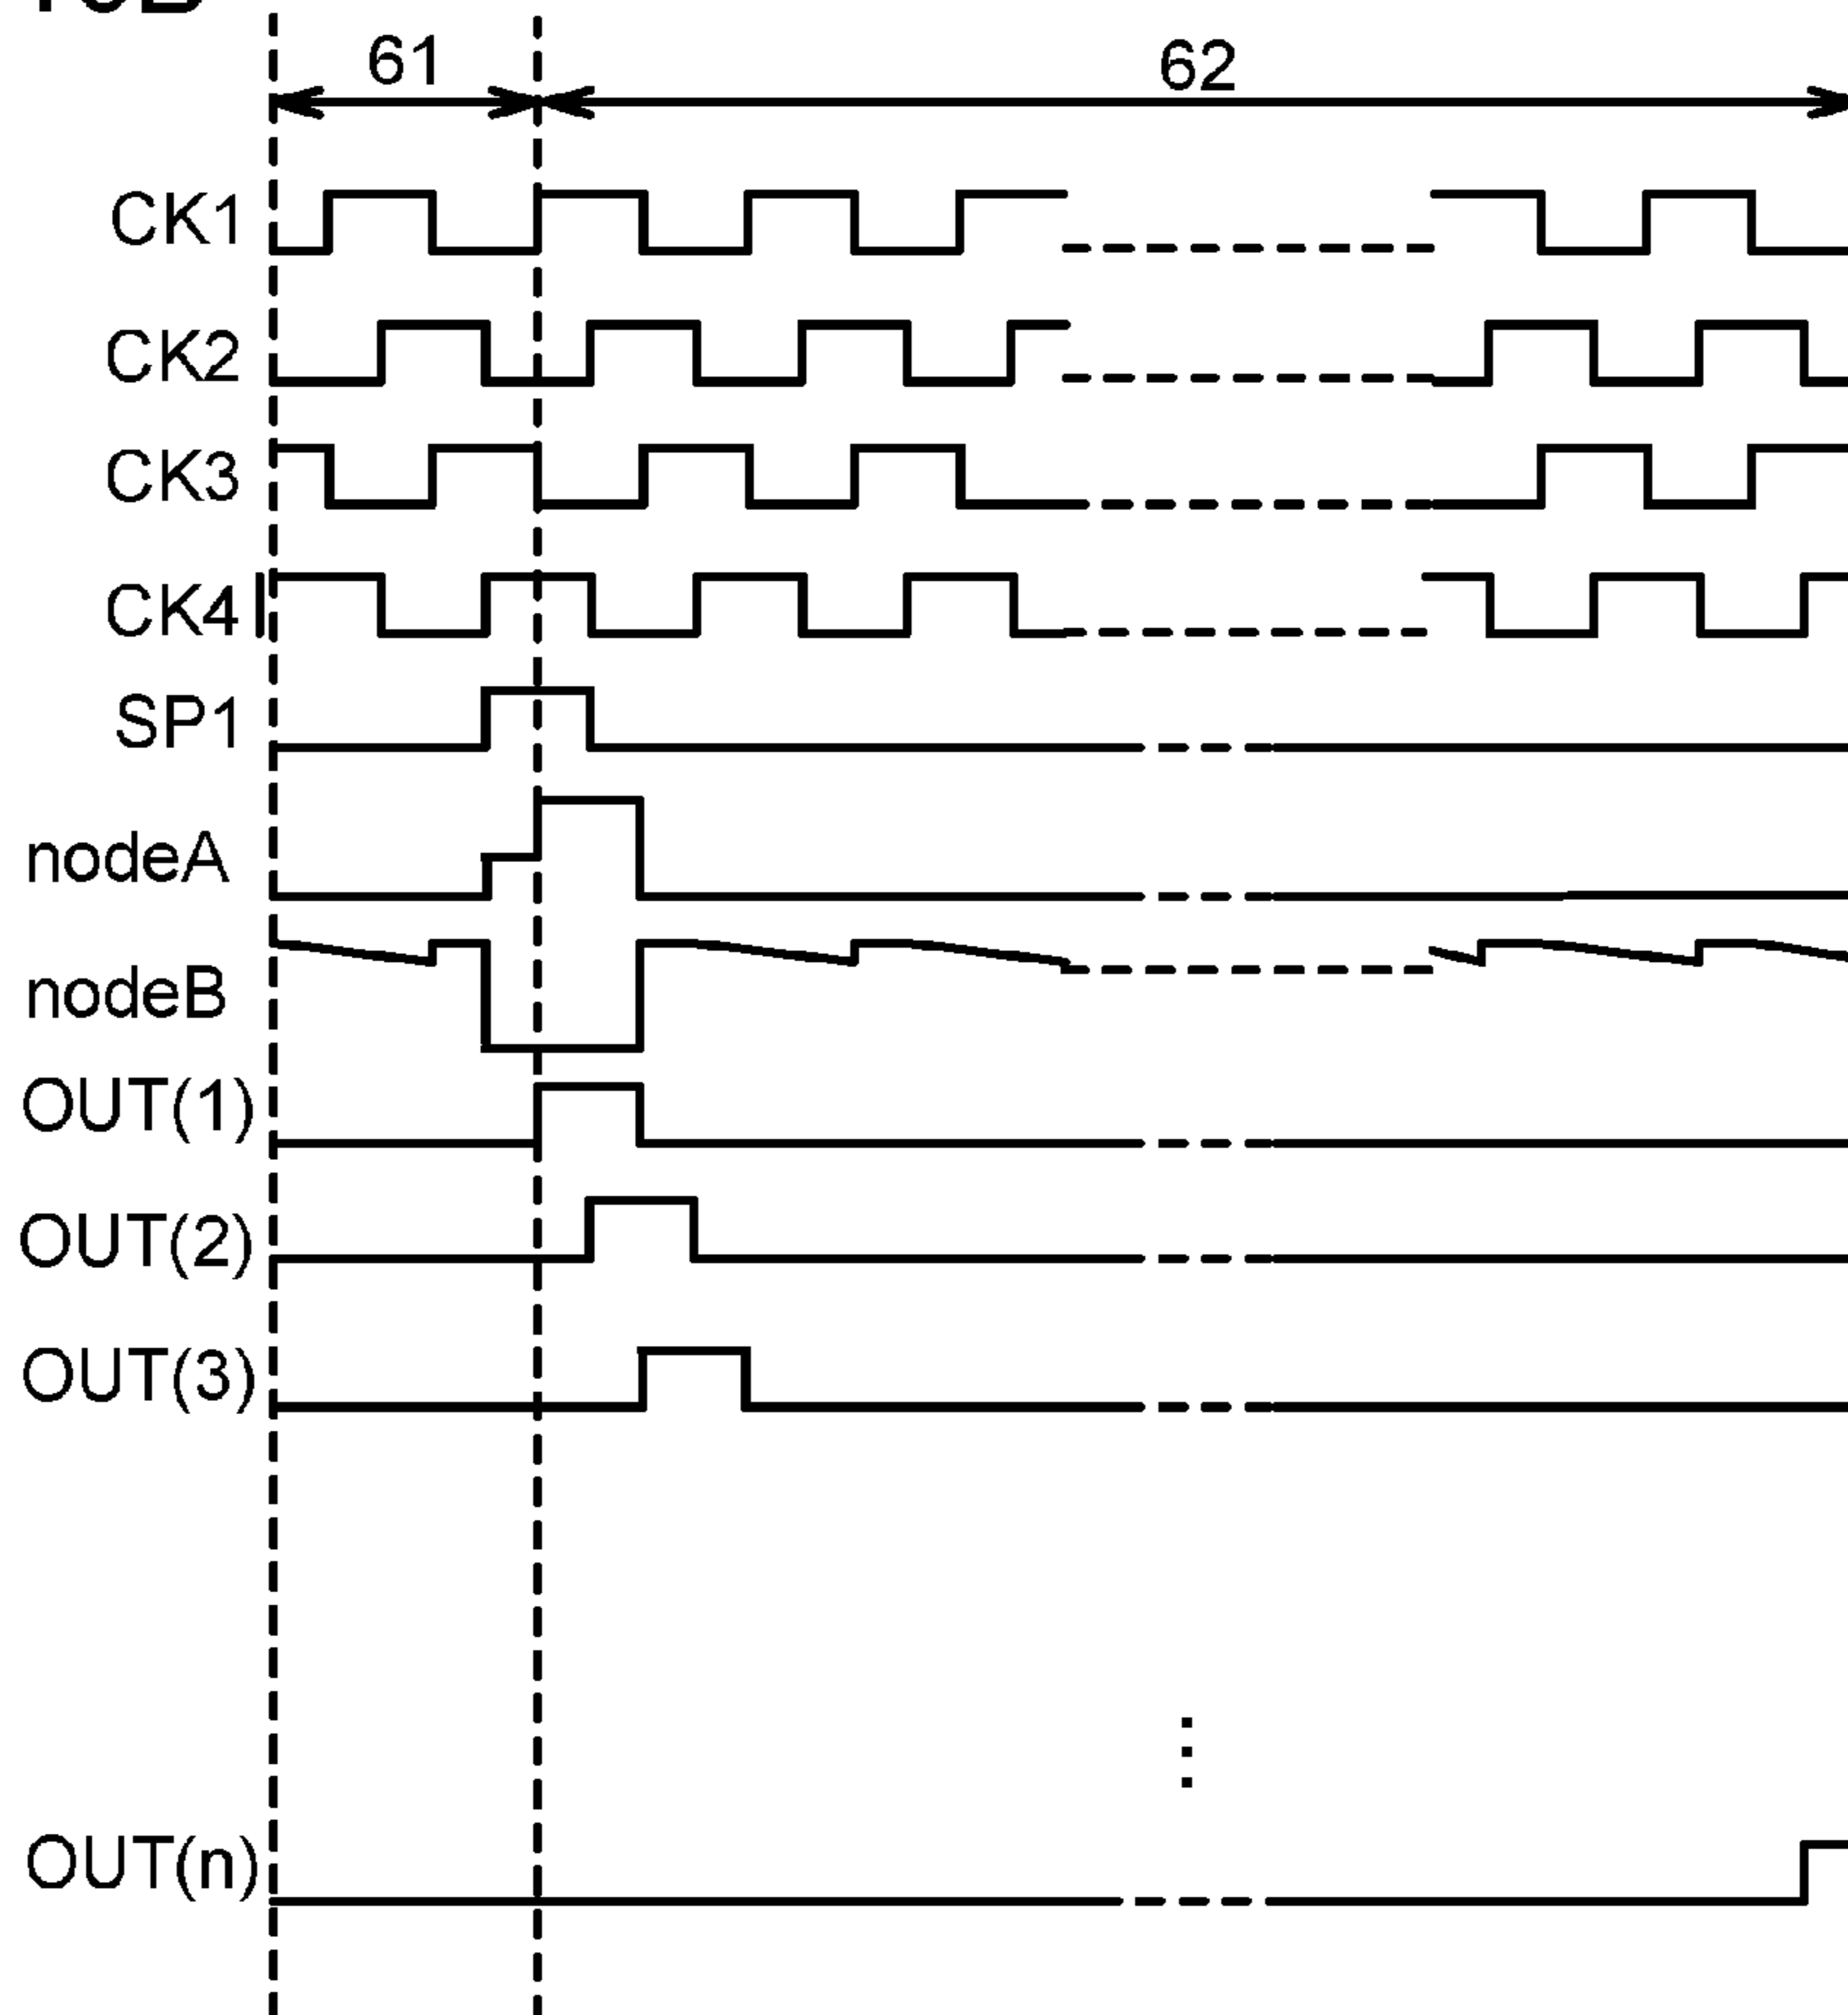 61
62
CK1
CK2
CK3
CK4
SP1
nodeA
nodeB
OUT(1)
OUT(2)
OUT(3)
OUT(n)